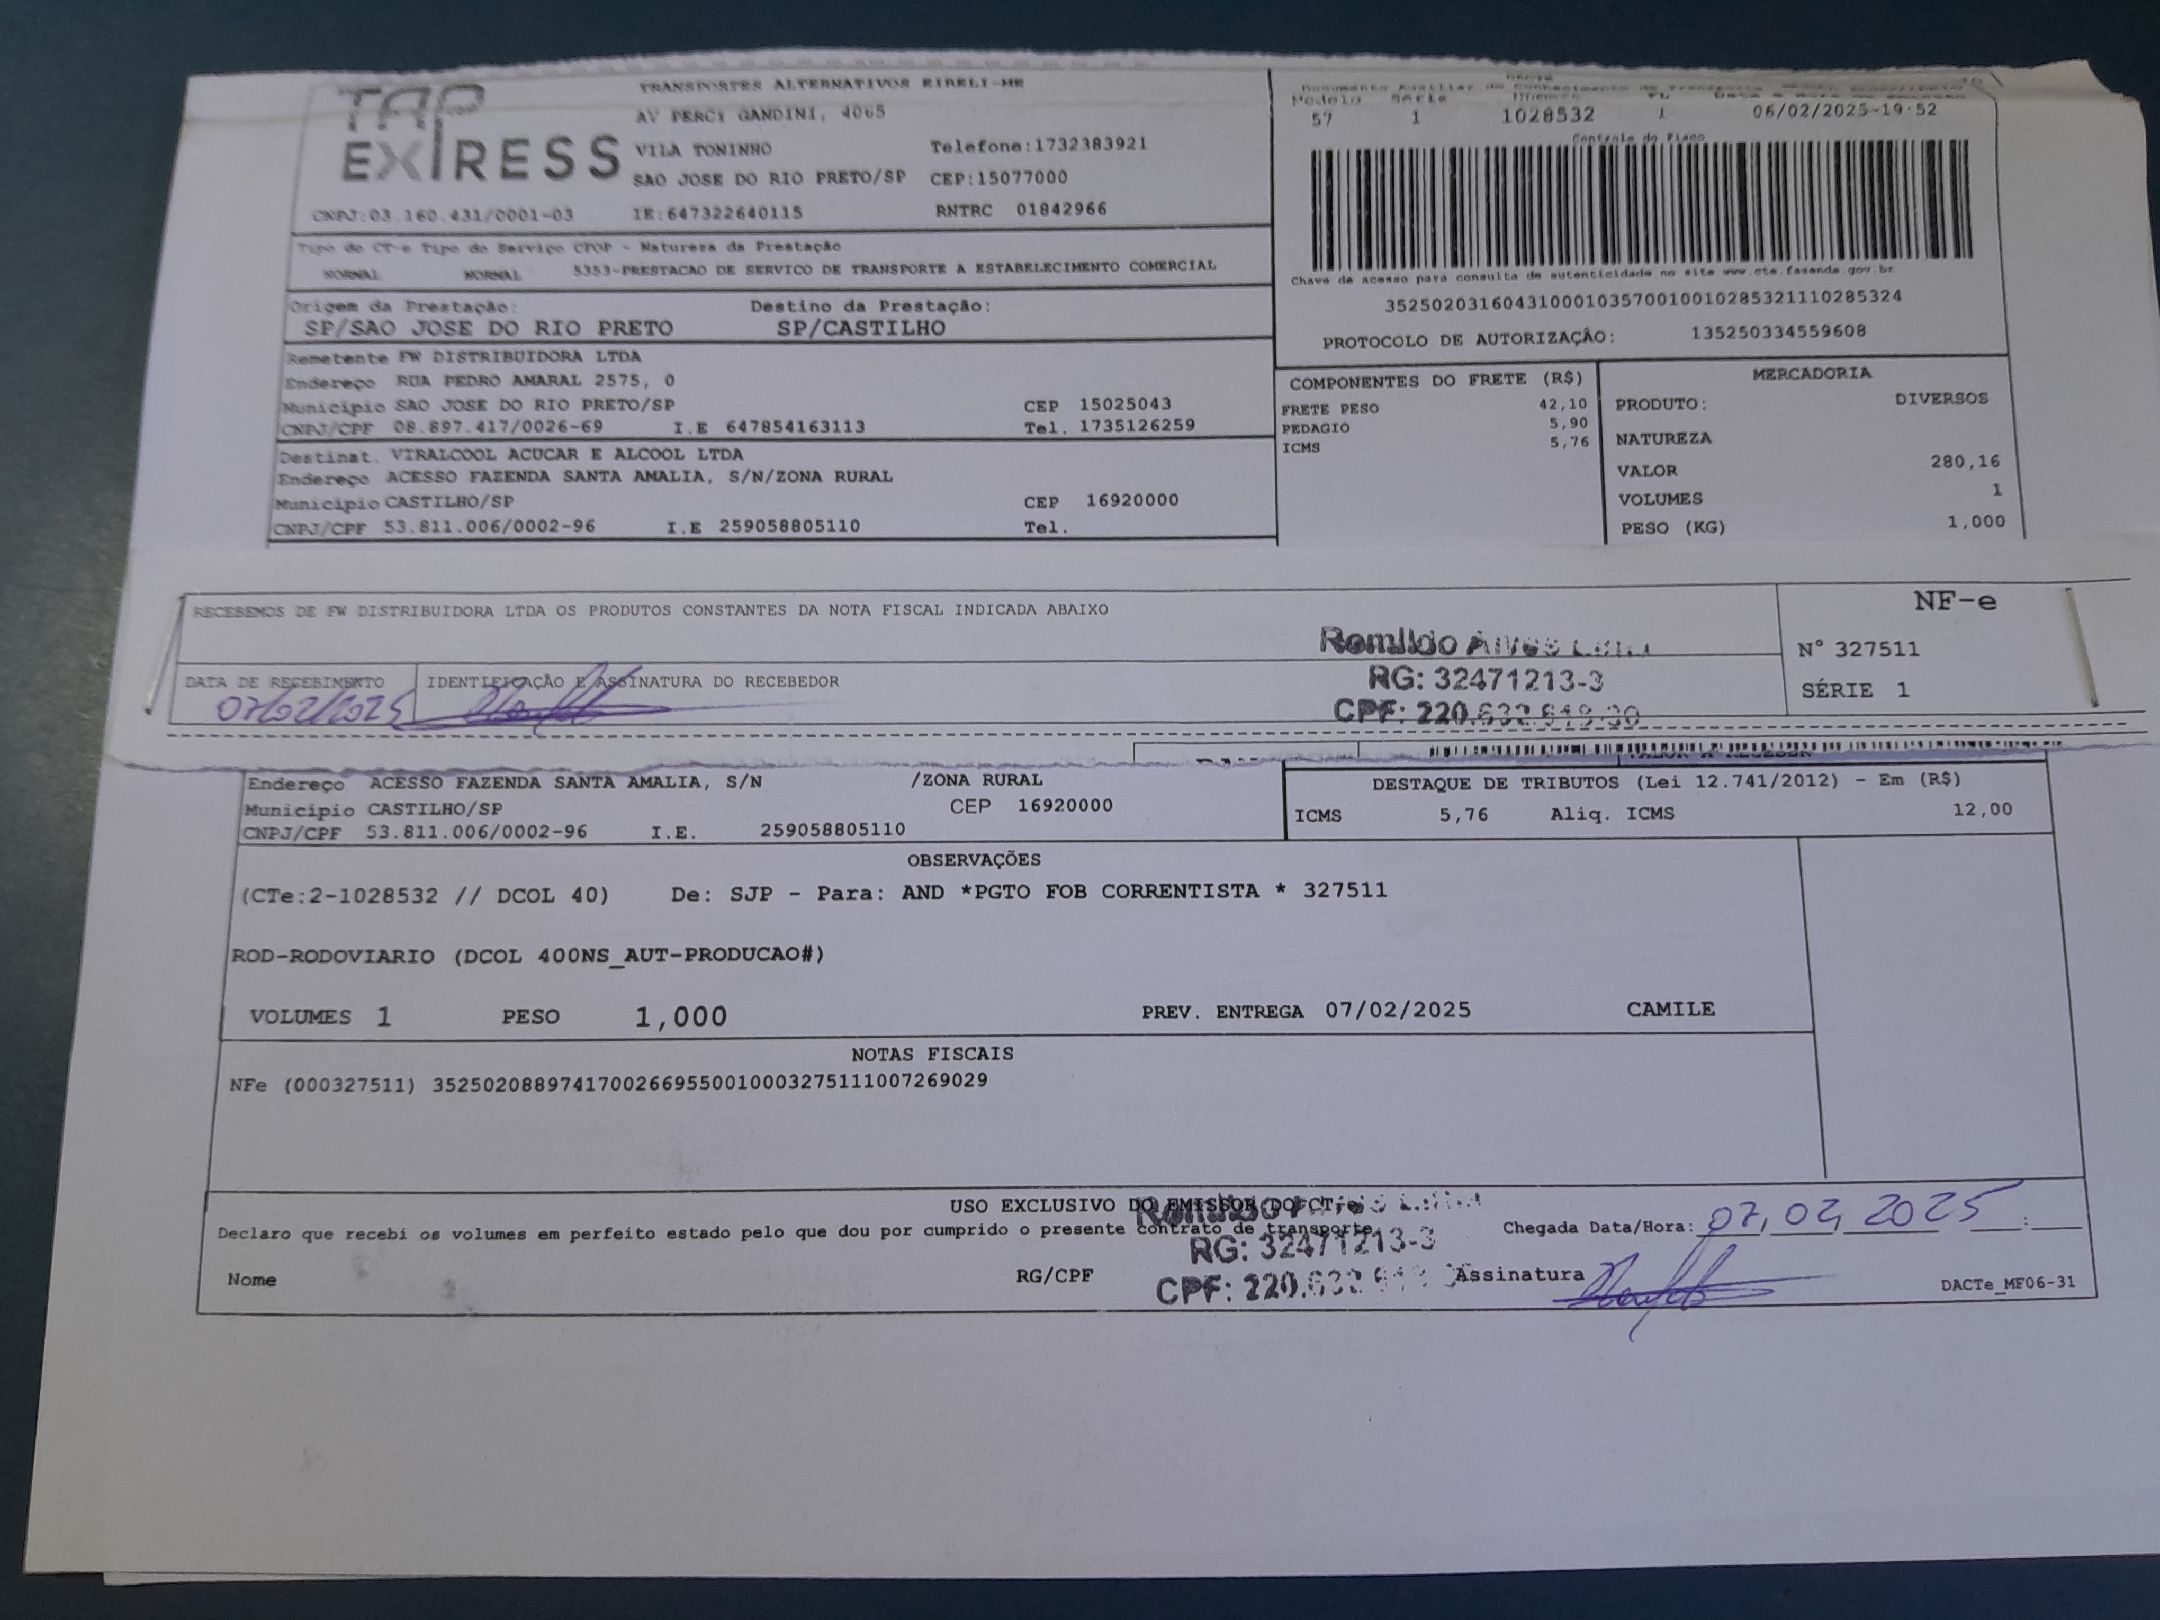 TAP
EXPRESS
TRANSPORTES ALTERNATIVOS EIRELI-ME
AV PERCY GANDINI, 4065
VILA TONINHO Telefone:1732383921
SAO JOSE DO RIO PRETO/SP CEP:15077000
CNPJ:03.160.431/0001-03 IE:647322640115 RNTRC 01842966
Tipo do CT-e Tipo do Serviço CFOP - Natureza da Prestação
NORMAL NORMAL 5353-PRESTACAO DE SERVICO DE TRANSPORTE A ESTABELECIMENTO COMERCIAL
Origem da Prestação: Destino da Prestação:
SP/SAO JOSE DO RIO PRETO SP/CASTILHO
Remetente FW DISTRIBUIDORA LTDA
Endereço RUA PEDRO AMARAL 2575, 0
Município SAO JOSE DO RIO PRETO/SP CEP 15025043
CNPJ/CPF 08.897.417/0026-69 I.E 647854163113 Tel. 1735126259
Destinat. VIRALCOOL ACUCAR E ALCOOL LTDA
Endereço ACESSO FAZENDA SANTA AMALIA, S/N/ZONA RURAL
Município CASTILHO/SP CEP 16920000
CNPJ/CPF 53.811.006/0002-96 I.E 259058805110 Tel.
Modelo Série
57 1 1028532 1 06/02/2025-19:52
Controle do Fisco
Chave de acesso para consulta de autenticidade no site www.cte.fazenda.gov.br
35250203160431000103570010010285321110285324
PROTOCOLO DE AUTORIZAÇÂO: 135250334559608
COMPONENTES DO FRETE (R$)
FRETE PESO 42,10
PEDAGIO 5,90
ICMS 5,76
MERCADORIA
PRODUTO: DIVERSOS
NATUREZA
VALOR 280,16
VOLUMES 1
PESO (KG) 1,000
RECEBEMOS DE FW DISTRIBUIDORA LTDA OS PRODUTOS CONSTANTES DA NOTA FISCAL INDICADA ABAIXO
NF-e
N° 327511
SÉRIE 1
Romildo Alves
RG: 32471213-3
CPF: 220.
DATA DE RECEBIMENTO IDENTIFICAÇÃO E ASSINATURA DO RECEBEDOR
07/02/2025
VALOR A RECEBER
Endereço ACESSO FAZENDA SANTA AMALIA, S/N /ZONA RURAL
Município CASTILHO/SP CEP 16920000
CNPJ/CPF 53.811.006/0002-96 I.E. 259058805110
DESTAQUE DE TRIBUTOS (Lei 12.741/2012) - Em (R$)
ICMS 5,76 Aliq. ICMS 12,00
OBSERVAÇÕES
(CTe:2-1028532 // DCOL 40) De: SJP - Para: AND *PGTO FOB CORRENTISTA * 327511
ROD-RODOVIARIO (DCOL 400NS_AUT-PRODUCAO#)
VOLUMES 1 PESO 1,000 PREV. ENTREGA 07/02/2025 CAMILE
NOTAS FISCAIS
NFe (000327511) 35250208897417002669550010003275111007269029
USO EXCLUSIVO DO EMISSOR DO CT-e
Declaro que recebi os volumes em perfeito estado pelo que dou por cumprido o presente contrato de transporte. Chegada Data/Hora: 07, 02, 2025 :
Romildo
RG: 32471213-3
CPF: 220.
Nome RG/CPF Assinatura DACTe_MF06-31